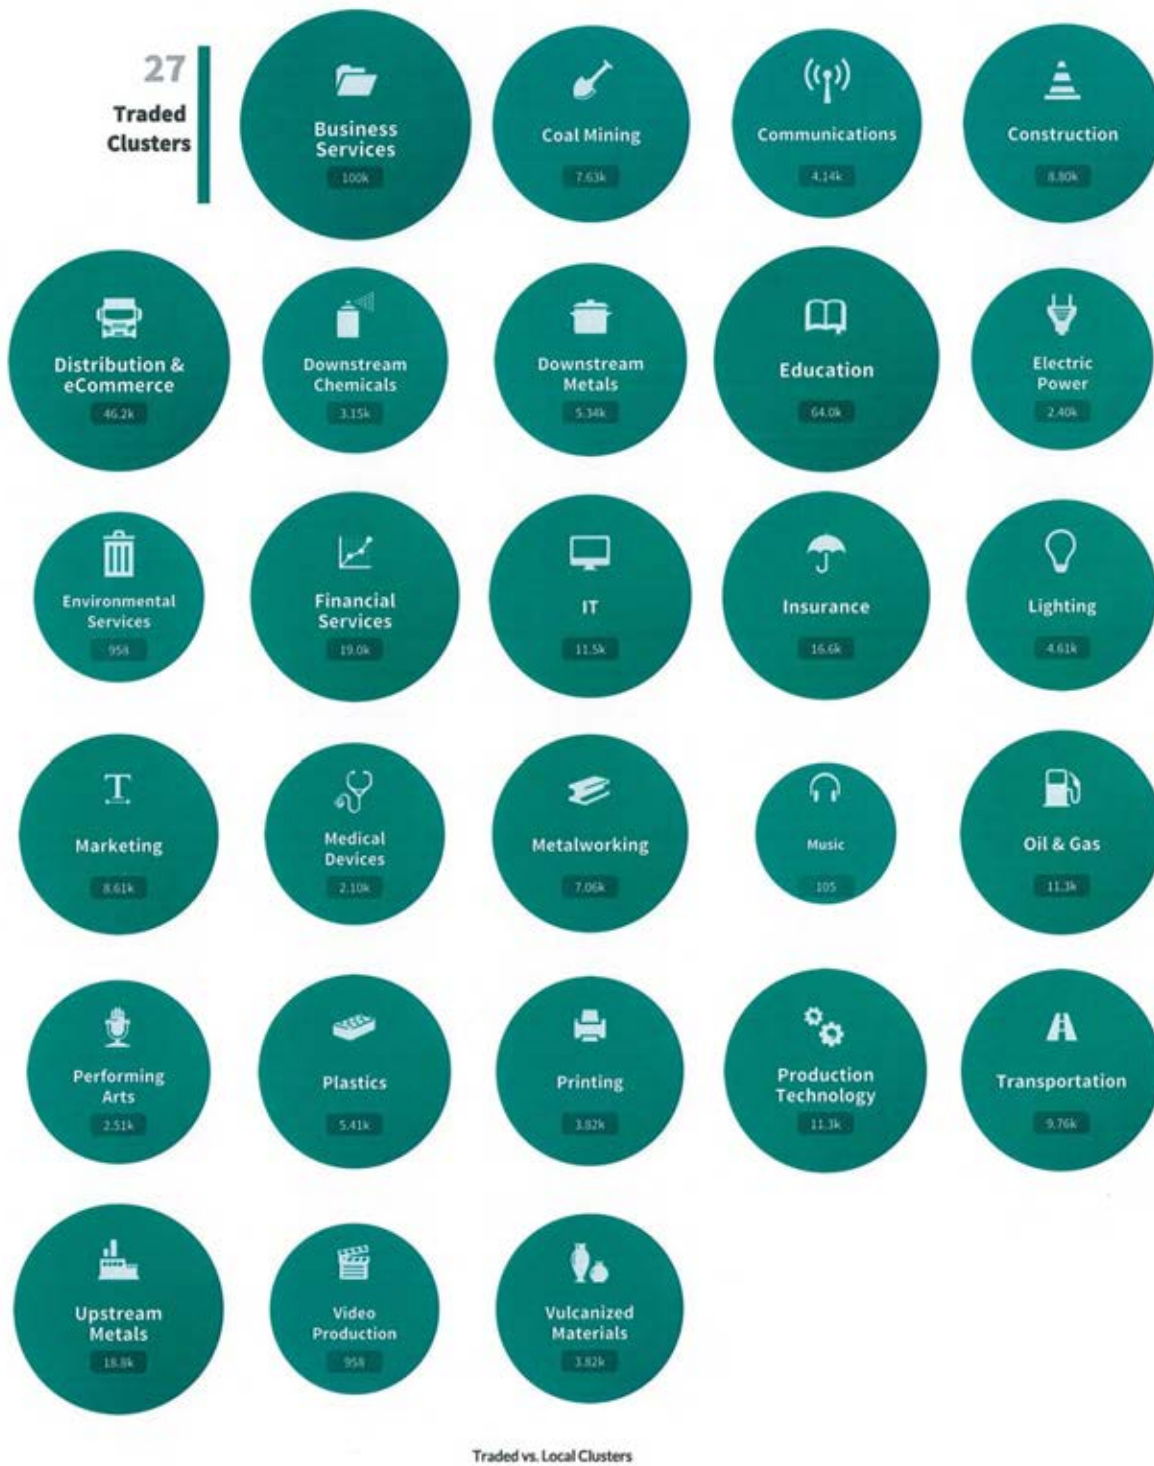 27
Traded
Clusters
Business
Services
100k
Coal Mining
7.63k
Communications
4.14k
Construction
8.80k
Distribution &
eCommerce
46.2k
Downstream
Chemicals
3.15k
Downstream
Metals
5.34k
Education
64.0k
Electric
Power
2.40k
Environmental
Services
958
Financial
Services
19.0k
IT
11.5k
Insurance
16.6k
Lighting
4.61k
T
Marketing
8.61k
Medical
Devices
2.10k
Metalworking
7.06k
Music
105
Oil & Gas
11.3k
Performing
Arts
2.51k
Plastics
5.41k
Printing
3.82k
Production
Technology
11.3k
Transportation
9.76k
Upstream
Metals
18.8k
Video
Production
958
Vulcanized
Materials
3.82k
Traded vs. Local Clusters